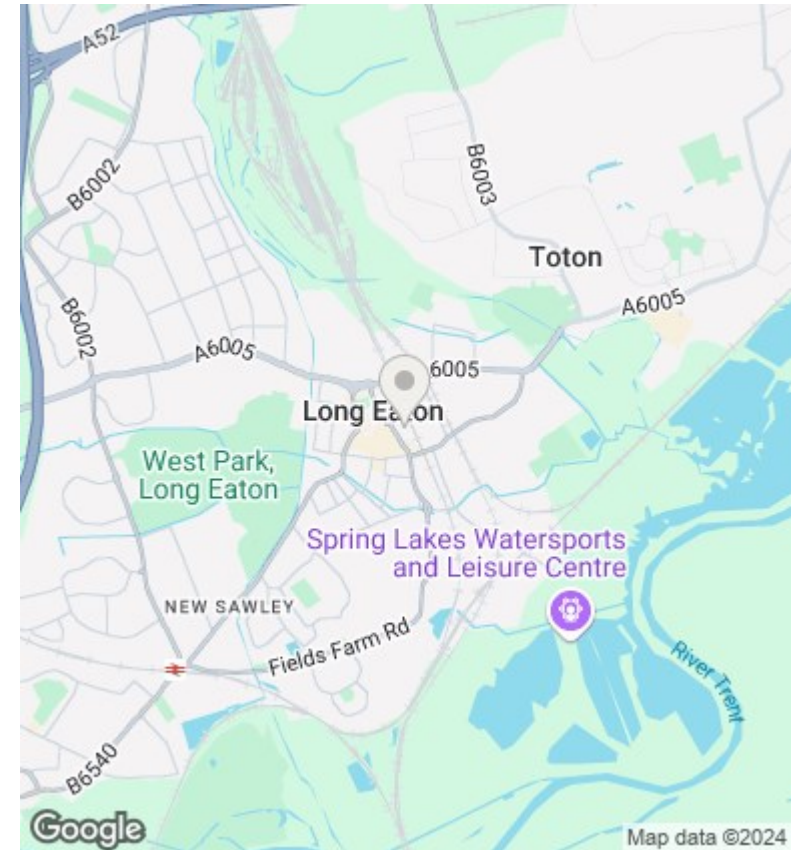 A52
B6002
B6003
Toton
B6002
A6005
A6005
6005
Long Eaton
West Park,
Long Eaton
Spring Lakes Watersports
and Leisure Centre
NEW SAWLEY
Fields Farm Rd
River Trent
B6540
Google
Map data ©2024